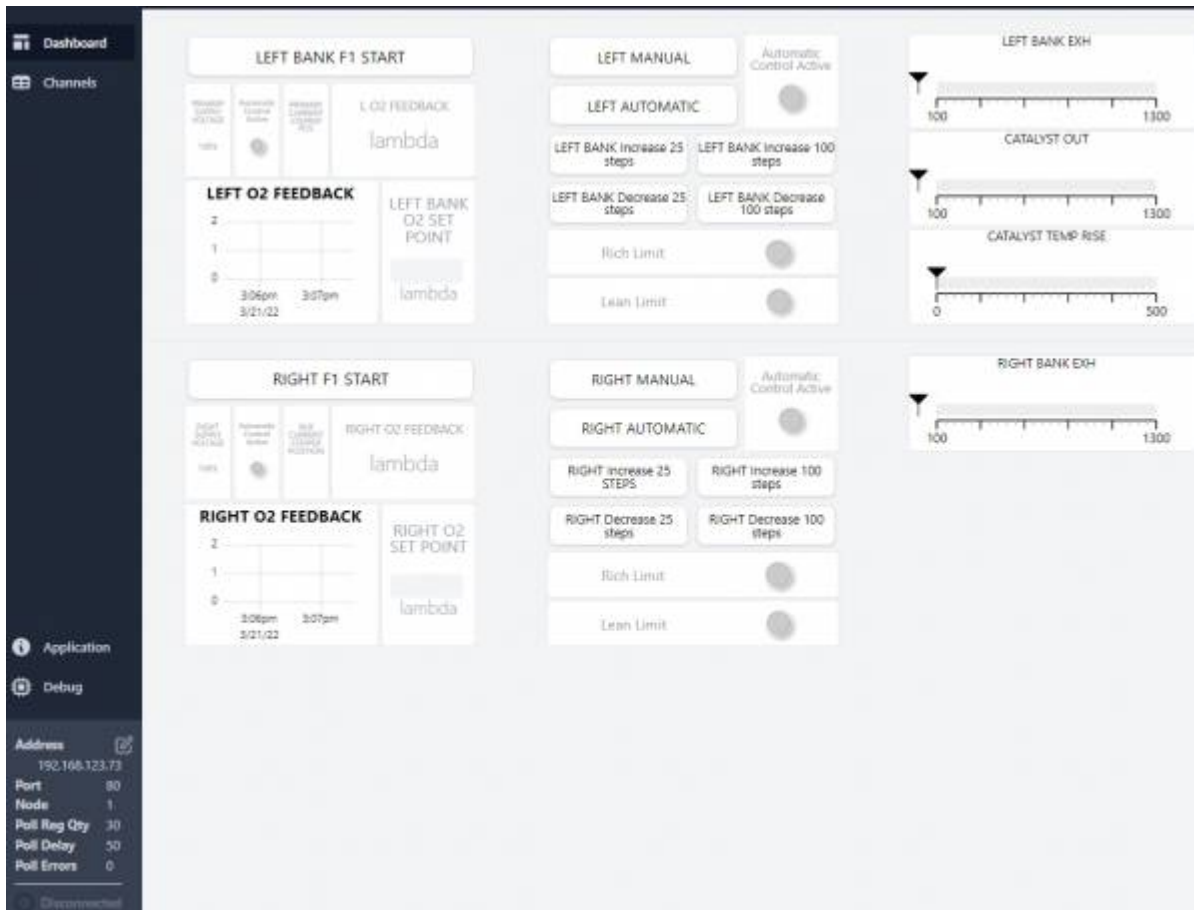 Dashboard
Channels
LEFT BANK F1 START
L O2 FEEDBACK
lambda
LEFT O2 FEEDBACK
2
1
0
3:06pm 3:07pm
3/21/22
LEFT BANK
O2 SET
POINT
lambda
LEFT MANUAL
Automatic
Control Active
LEFT AUTOMATIC
LEFT BANK Increase 25
steps
LEFT BANK Increase 100
steps
LEFT BANK Decrease 25
steps
LEFT BANK Decrease
100 steps
Rich Limit
Lean Limit
LEFT BANK EXH
100 1300
CATALYST OUT
100 1300
CATALYST TEMP RISE
0 500
RIGHT F1 START
RIGHT O2 FEEDBACK
lambda
RIGHT O2 FEEDBACK
2
1
0
3:06pm 3:07pm
3/21/22
RIGHT O2
SET POINT
lambda
RIGHT MANUAL
Automatic
Control Active
RIGHT AUTOMATIC
RIGHT Increase 25
STEPS
RIGHT Increase 100
steps
RIGHT Decrease 25
steps
RIGHT Decrease 100
steps
Rich Limit
Lean Limit
RIGHT BANK EXH
100 1300
Application
Debug
Address
192.168.123.73
Port 80
Node 1
Poll Reg Qty 30
Poll Delay 50
Poll Errors 0
Disconnected